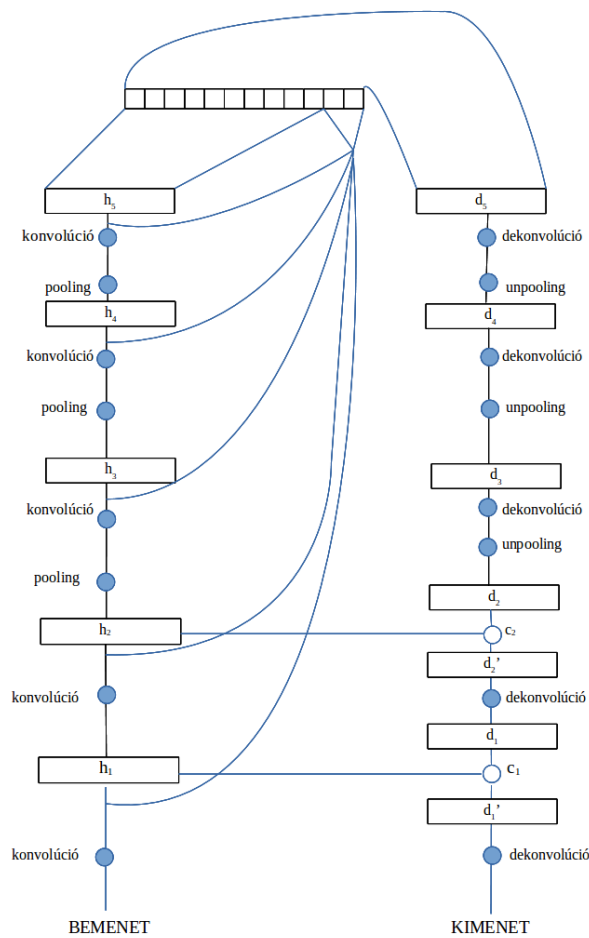 h₅
d₅
konvolúció
dekonvolúció
pooling
unpooling
h₄
d₄
konvolúció
dekonvolúció
pooling
unpooling
h₃
d₃
konvolúció
dekonvolúció
unpooling
pooling
d₂
h₂
c₂
d₂’
konvolúció
dekonvolúció
d₁
h₁
c₁
d₁’
konvolúció
dekonvolúció
BEMENET
KIMENET